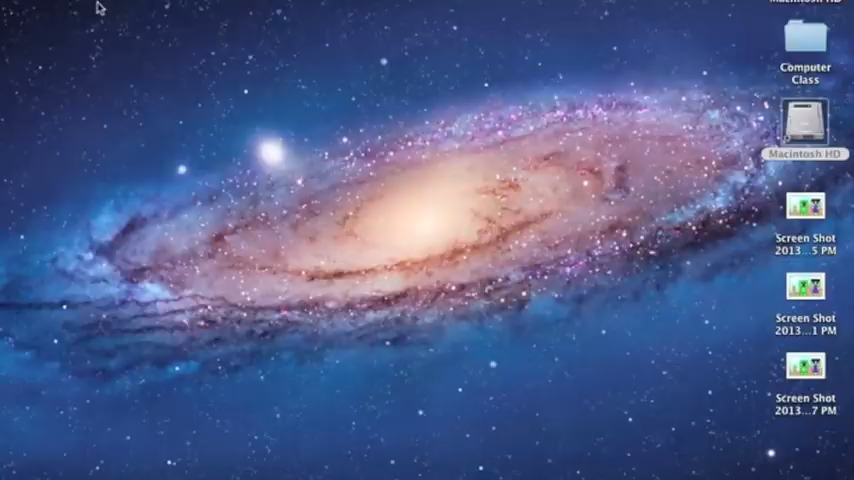 Macintosh HD
Computer
Class
Macintosh HD
Screen Shot
2013...5 PM
Screen Shot
2013...1 PM
Screen Shot
2013...7 PM